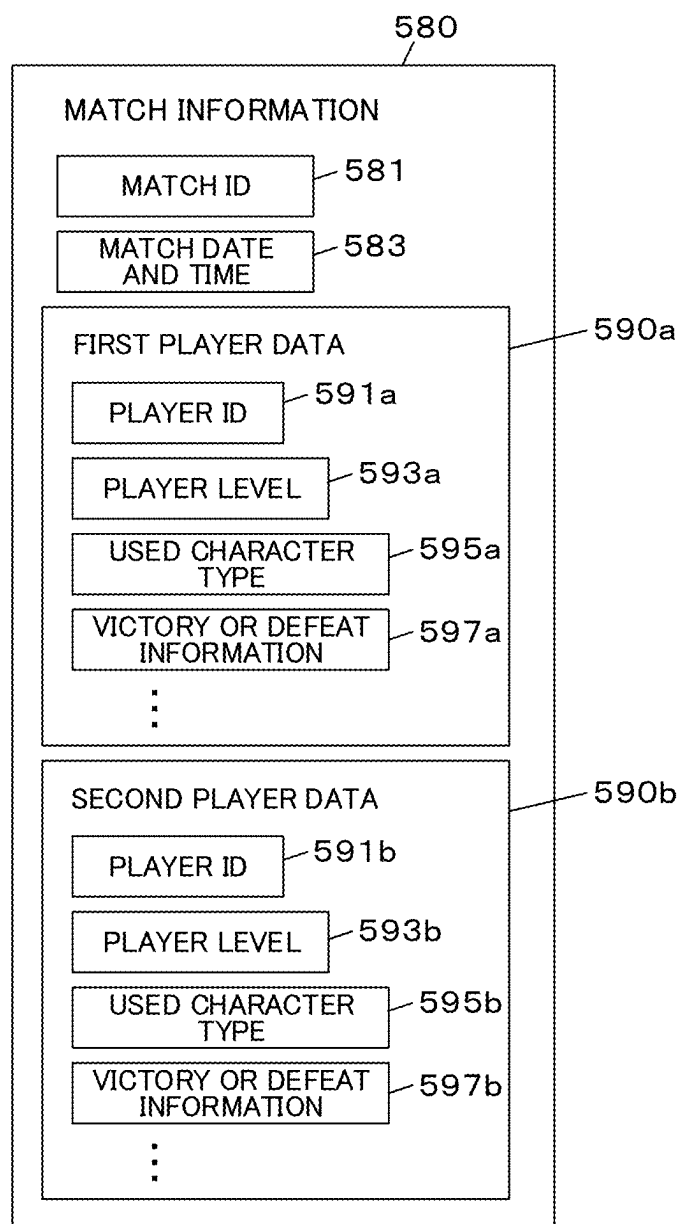 580
MATCH INFORMATION
MATCH ID
581
MATCH DATE
AND TIME
583
590a
FIRST PLAYER DATA
PLAYER ID
591a
PLAYER LEVEL
593a
USED CHARACTER
TYPE
595a
VICTORY OR DEFEAT
INFORMATION
597a
590b
SECOND PLAYER DATA
PLAYER ID
591b
PLAYER LEVEL
593b
USED CHARACTER
TYPE
595b
VICTORY OR DEFEAT
INFORMATION
597b